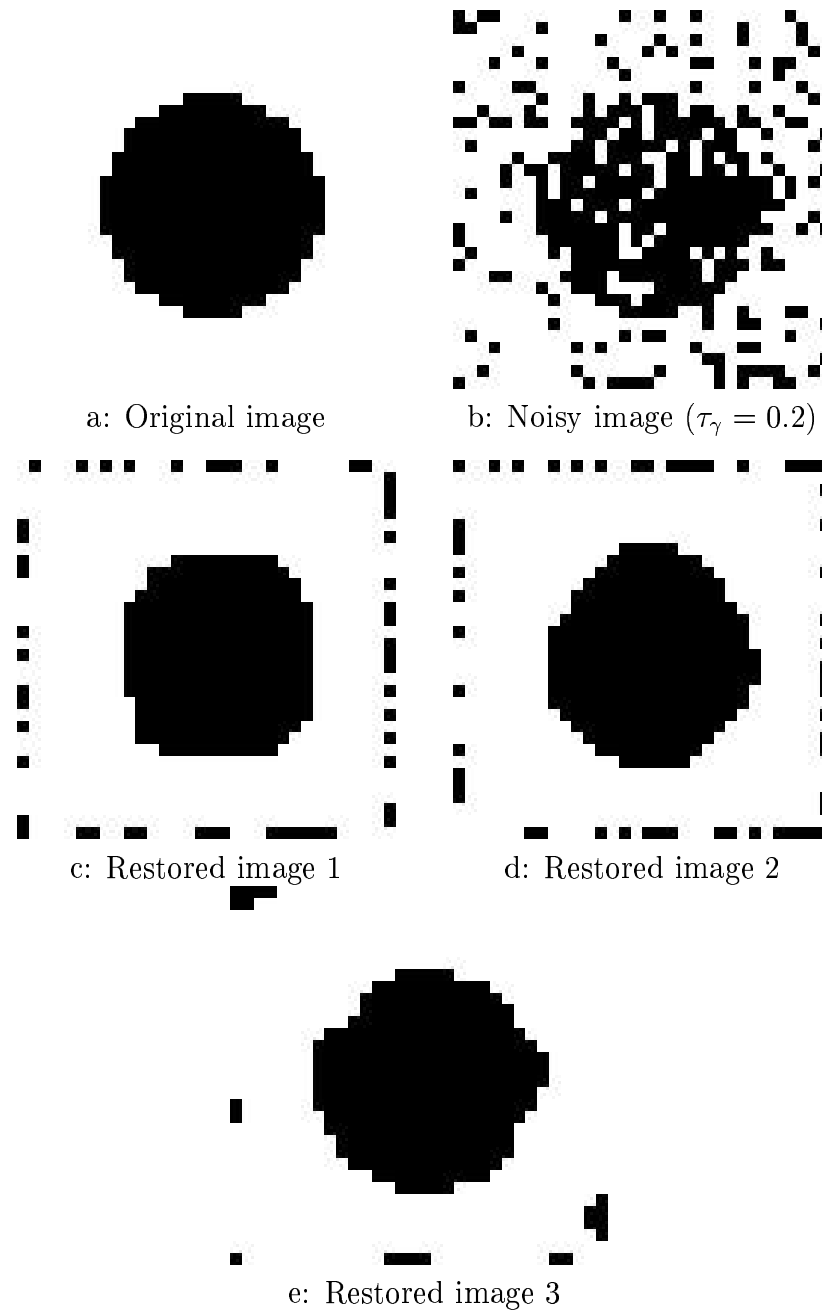 a: Original image
b: Noisy image (τᵧ = 0.2)
c: Restored image 1
d: Restored image 2
e: Restored image 3